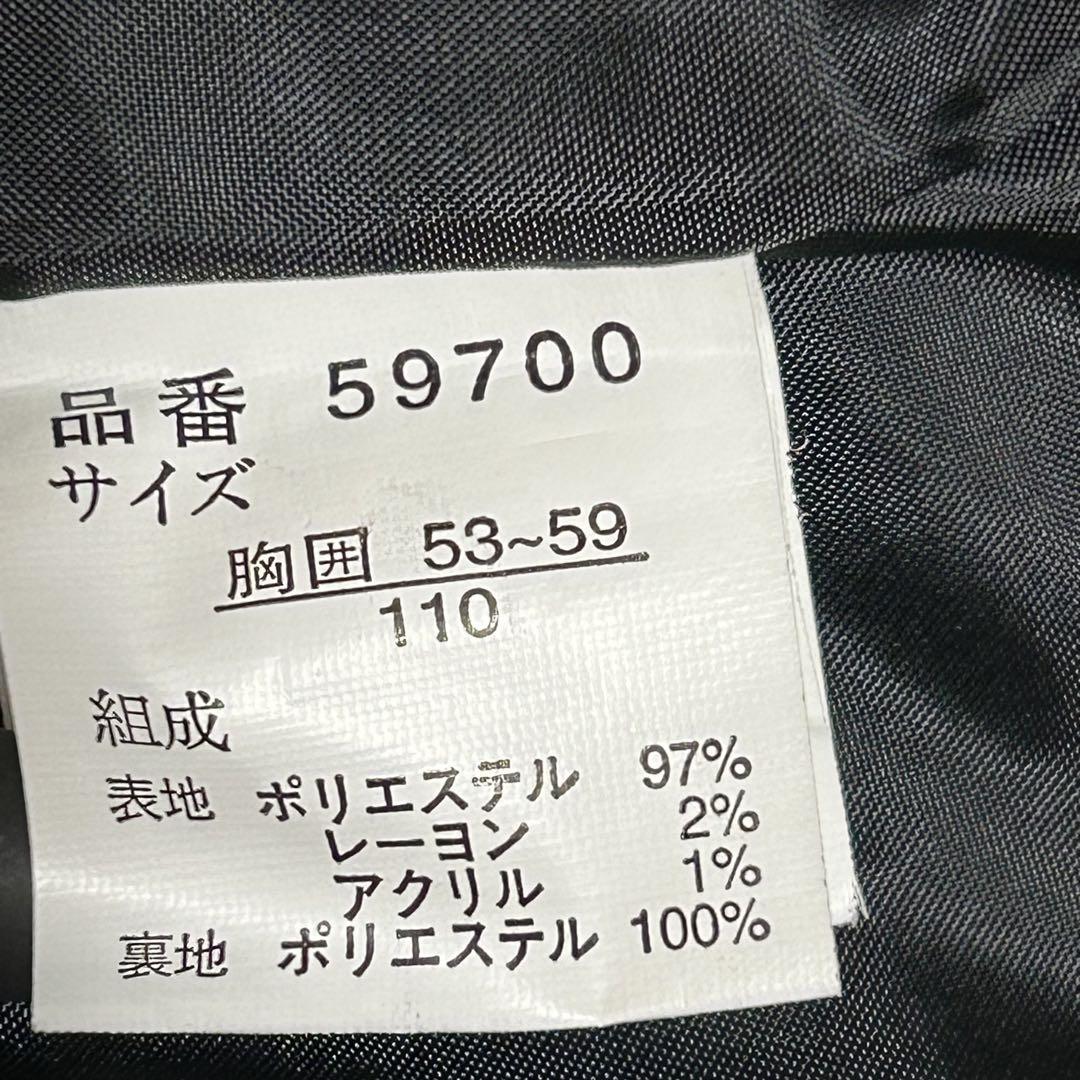 品番 59700
サイズ
胸囲 53~59
110
組成
表地 ポリエステル 97%
レーヨン 2%
アクリル 1%
裏地 ポリエステル 100%